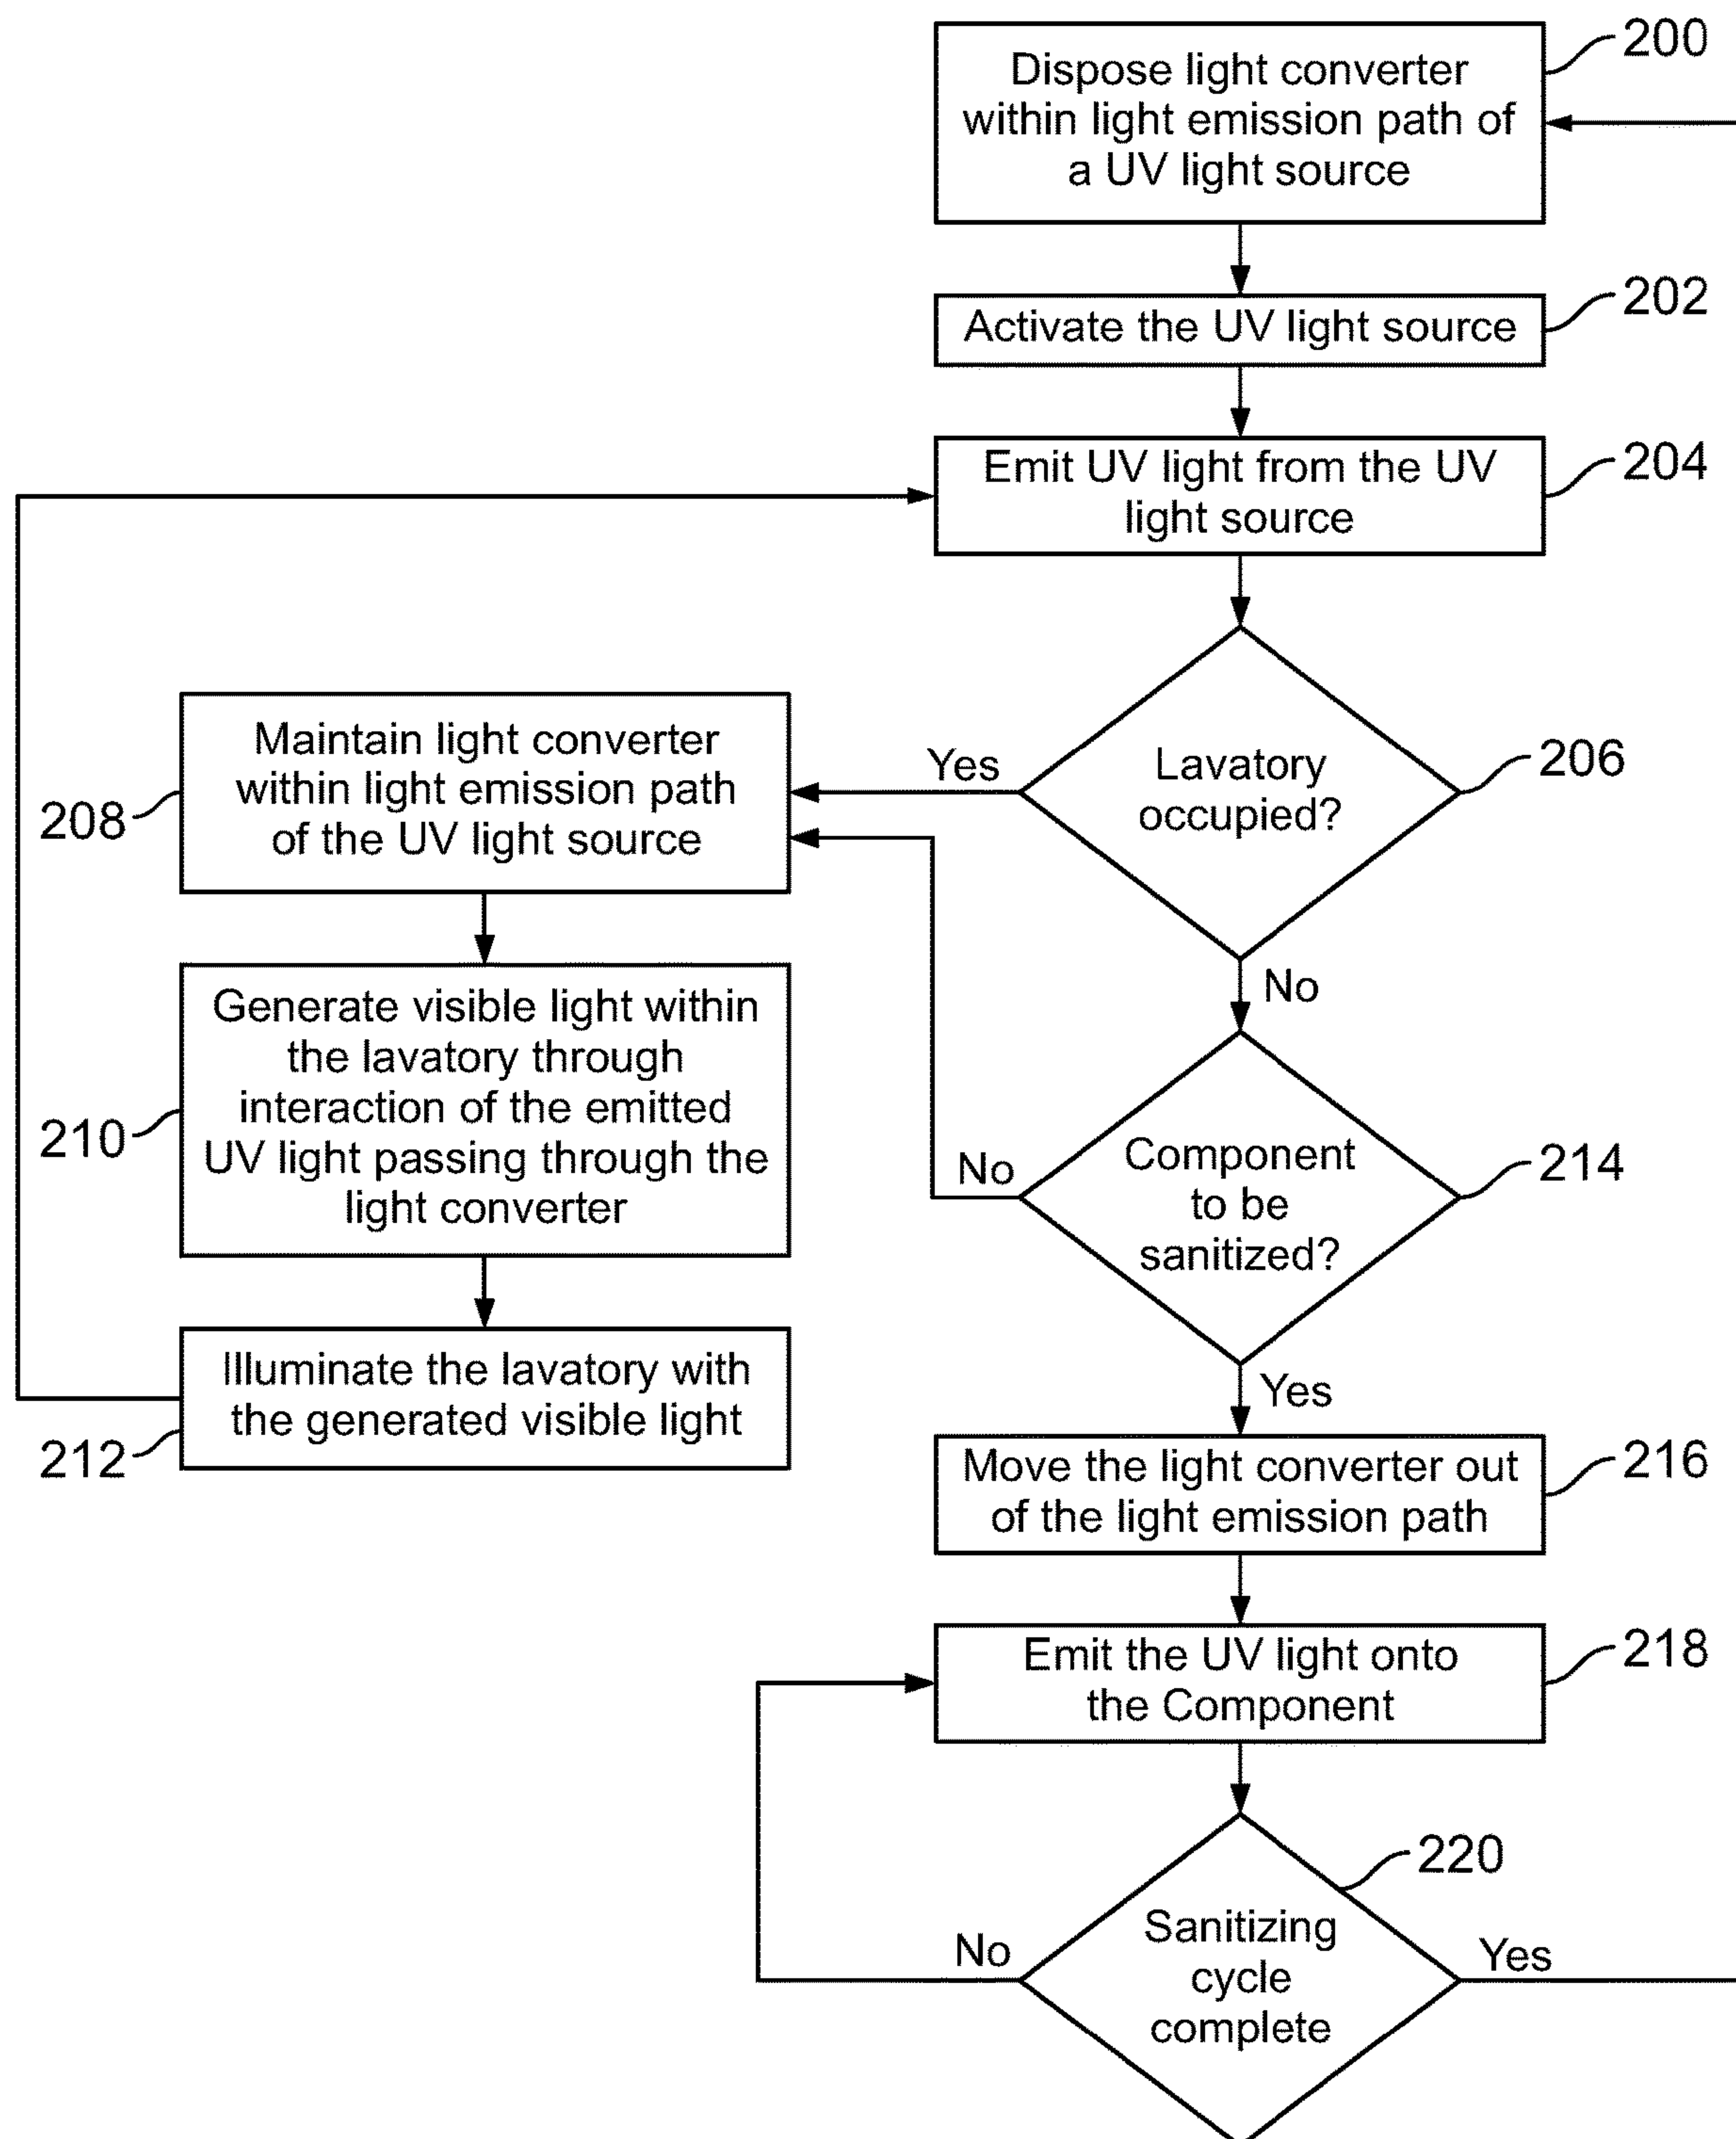 Dispose light converter
within light emission path of
a UV light source
200
Activate the UV light source
202
Emit UV light from the UV
light source
204
Lavatory
occupied?
206
Yes
No
Maintain light converter
within light emission path
of the UV light source
208
Generate visible light within
the lavatory through
interaction of the emitted
UV light passing through the
light converter
210
Illuminate the lavatory with
the generated visible light
212
Component
to be
sanitized?
214
No
Yes
Move the light converter out
of the light emission path
216
Emit the UV light onto
the Component
218
Sanitizing
cycle
complete
220
No
Yes